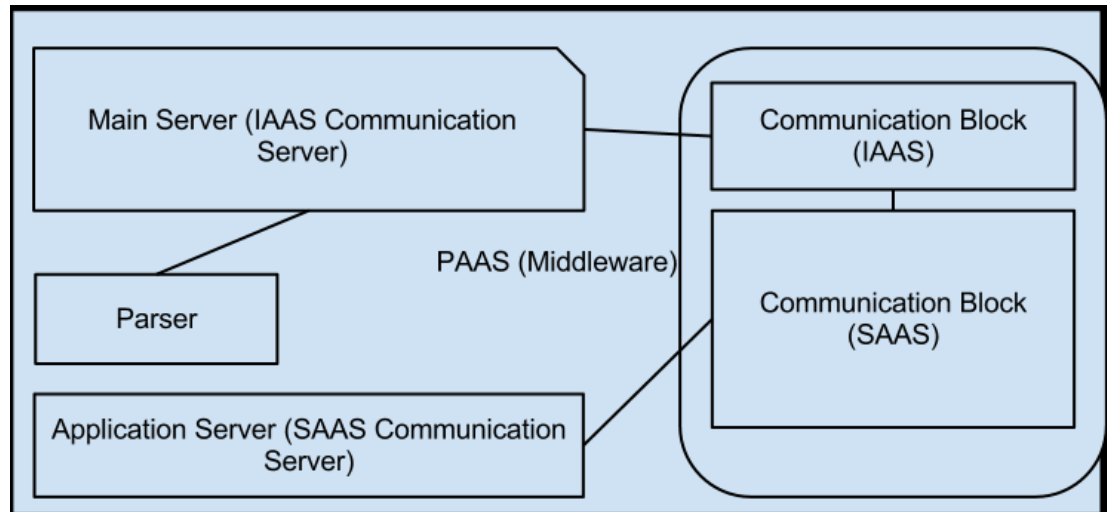 Main Server (IAAS Communication
Server)
Communication Block
(IAAS)
PAAS (Middleware)
Parser
Communication Block
(SAAS)
Application Server (SAAS Communication
Server)